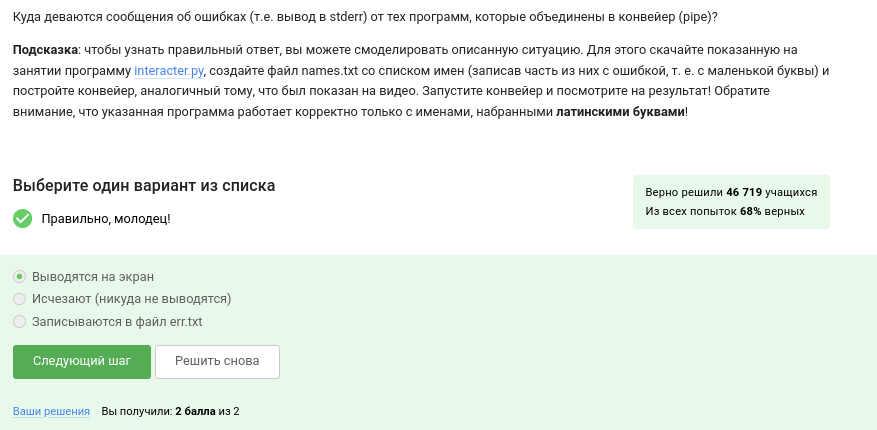 Куда деваются сообщения об ошибках (т.е. вывод в stderr) от тех программ, которые объединены в конвейер (pipe)?
Подсказка: чтобы узнать правильный ответ, вы можете смоделировать описанную ситуацию. Для этого скачайте показанную на
занятии программу interacter.py, создайте файл names.txt со списком имен (записав часть из них с ошибкой, т. е. с маленькой буквы) и
постройте конвейер, аналогичный тому, что был показан на видео. Запустите конвейер и посмотрите на результат! Обратите
внимание, что указанная программа работает корректно только с именами, набранными латинскими буквами!
Выберите один вариант из списка
Правильно, молодец!
Верно решили 46 719 учащихся
Из всех попыток 68% верных
Выводятся на экран
Исчезают (никуда не выводятся)
Записываются в файл err.txt
Следующий шаг
Решить снова
Ваши решения Вы получили: 2 балла из 2